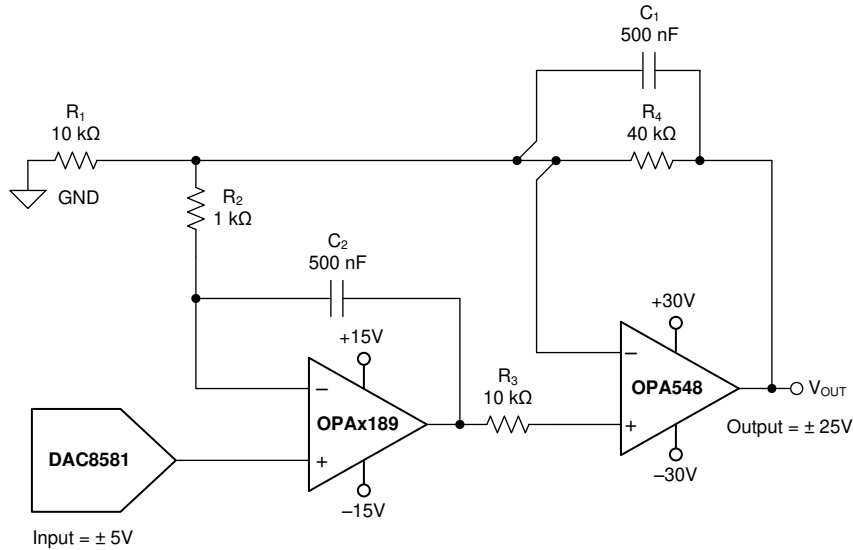 C1
500 nF
R1
10 kΩ
R4
40 kΩ
GND
R2
1 kΩ
C2
500 nF
+15V
+30V
R3
10 kΩ
−
−
OPAx189
OPA548
VOUT
+
Output = ± 25V
DAC8581
+
–15V
–30V
Input = ± 5V